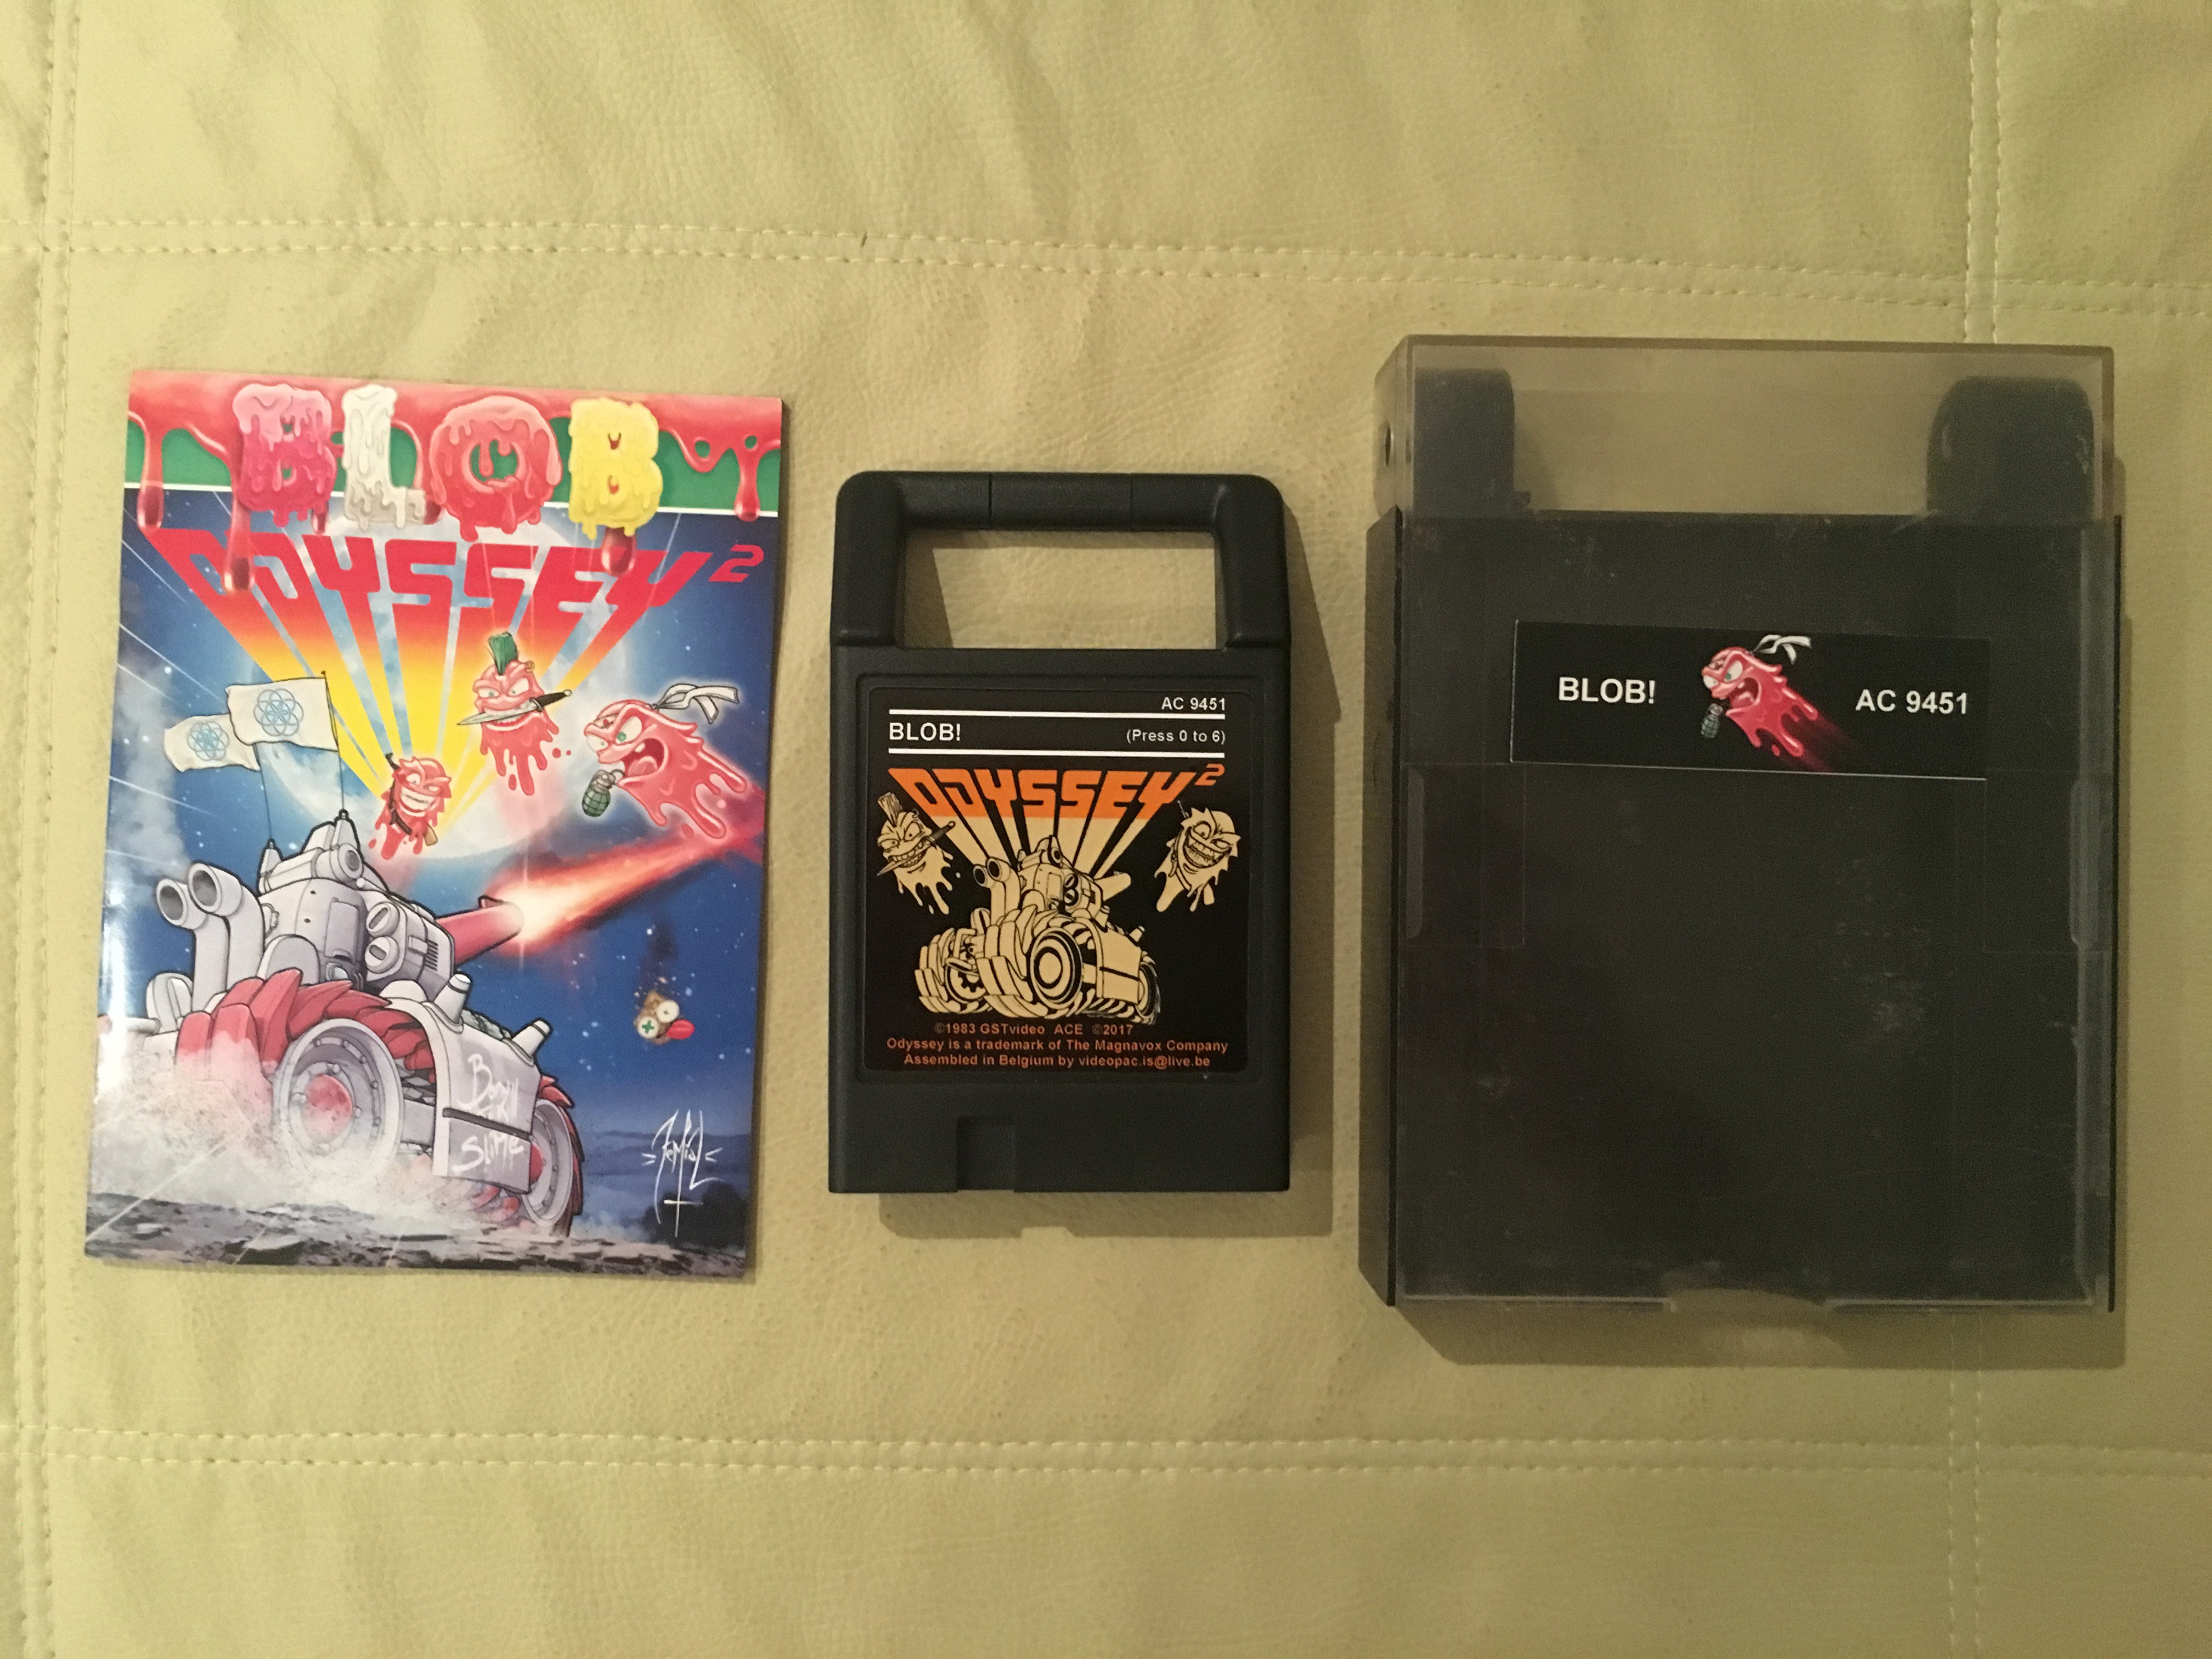 BLOB
ODYSSEY²
Slime
AC 9451
BLOB!
(Press 0 to 6)
ODYSSEY²
©1983 GSTvideo ACE ©2017
Odyssey is a trademark of The Magnavox Company
Assembled in Belgium by videopac.is@live.be
BLOB! AC 9451